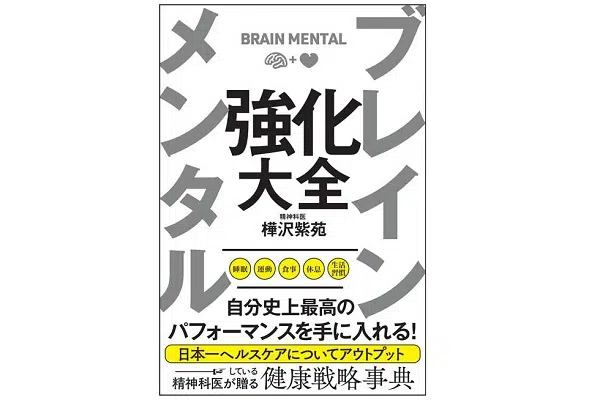 BRAIN MENTAL
+
ブレイン
メンタル
強化
大全
精神科医
樺沢紫苑
睡眠 運動 食事 休息 生活習慣
自分史上最高の
パフォーマンスを手に入れる!
日本一ヘルスケアについてアウトプット
している
精神科医が贈る 健康戦略事典